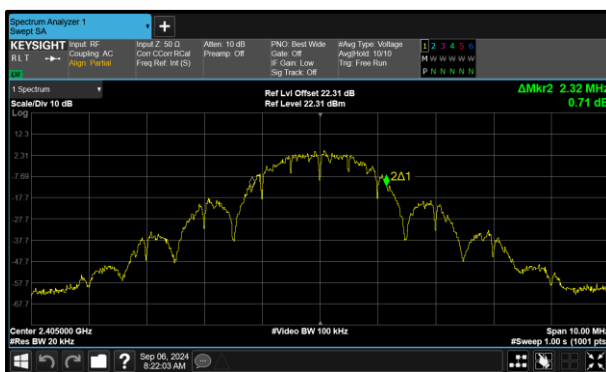 Spectrum Analyzer 1
Swept SA
+
KEYSIGHT
R L T
Input: RF
Coupling: AC
Align: Partial
Input Z: 50 Ω
Corr CCorr RCal
Freq Ref: Int (S)
Atten: 10 dB
Preamp: Off
PNO: Best Wide
Gate: Off
IF Gain: Low
Sig Track: Off
#Avg Type: Voltage
Avg|Hold: 10/10
Trig: Free Run
1 2 3 4 5 6
M W W W W W
P N N N N N
1 Spectrum
Scale/Div 10 dB
Ref Lvl Offset 22.31 dB
Ref Level 22.31 dBm
ΔMkr2 2.32 MHz
0.71 dB
Log
12.3
2.31
-7.69
-17.7
-27.7
-37.7
-47.7
-57.7
-67.7
2Δ1
Center 2.405000 GHz
#Res BW 20 kHz
#Video BW 100 kHz
Span 10.00 MHz
#Sweep 1.00 s (1001 pts)
?
Sep 06, 2024
8:22:03 AM